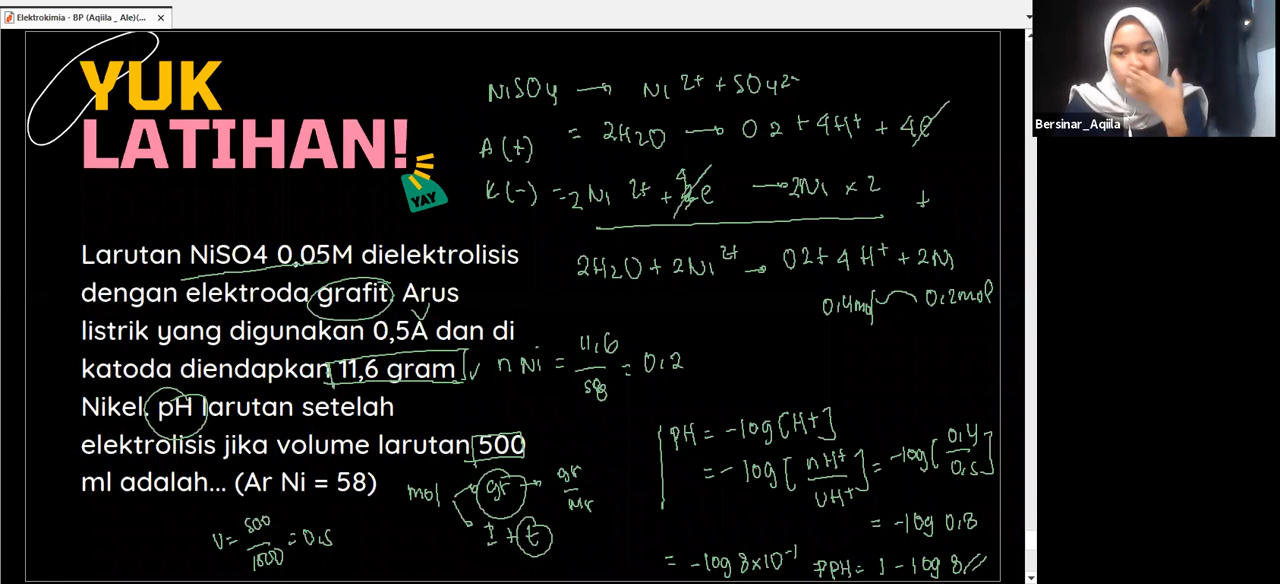 Elektrokimia - BP (Aqiila _ Ale)(...
YUK
LATIHAN!
YAY
Larutan NiSO4 0,05M dielektrolisis
dengan elektroda grafit. Arus
listrik yang digunakan 0,5A dan di
katoda diendapkan 11,6 gram
Nikel. pH larutan setelah
elektrolisis jika volume larutan 500
ml adalah... (Ar Ni = 58)
V = 500/1000 = 0,5
mol gr → gr/Mr
I + t
NiSO4 → Ni 2+ + SO4 2-
A (+) = 2H2O → O2 + 4H+ + 4e
K (-) = 2Ni 2+ + 4e → 2Ni × 2 +
2H2O + 2Ni 2+ → O2 + 4H+ + 2Ni
0,4mol 0,2mol
n Ni = 11,6/58 = 0,2
PH = -log [H+]
= -log [nH+/VH+] = -log [0,4/0,5]
= -log 0,8
= -log 8×10-1 PH = 1 - log 8
Bersinar_Aqiila